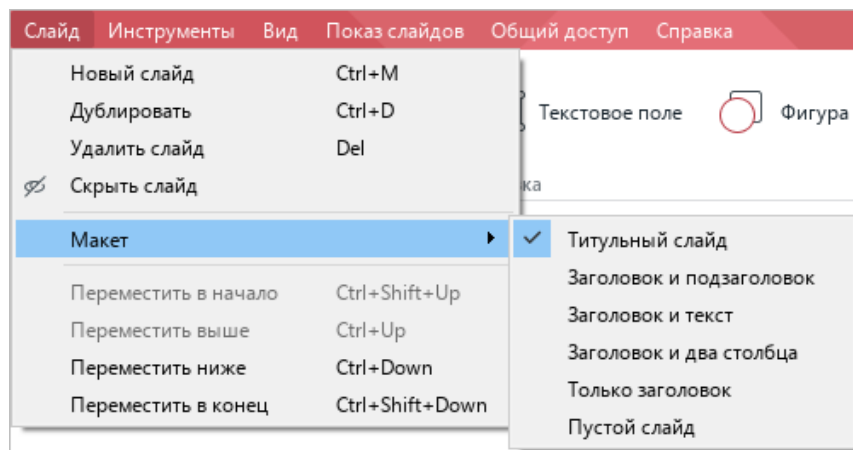 Слайд Инструменты Вид Показ слайдов Общий доступ Справка
Новый слайд Ctrl+M
Дублировать Ctrl+D
Текстовое поле Фигура
Удалить слайд Del
Скрыть слайд
вка
Макет
Титульный слайд
Заголовок и подзаголовок
Заголовок и текст
Заголовок и два столбца
Только заголовок
Пустой слайд
Переместить в начало Ctrl+Shift+Up
Переместить выше Ctrl+Up
Переместить ниже Ctrl+Down
Переместить в конец Ctrl+Shift+Down